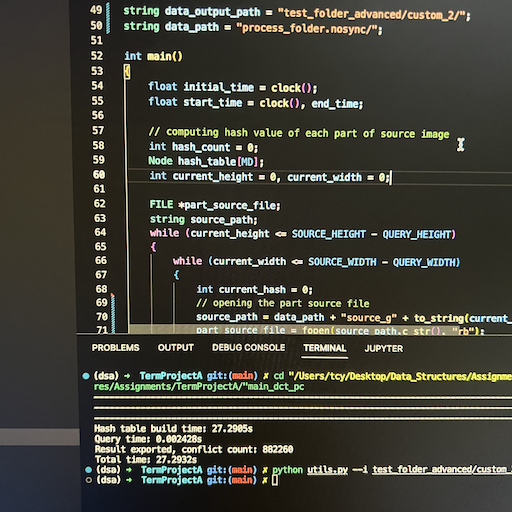 49 string data_output_path = "test_folder_advanced/custom_2/";
50 string data_path = "process_folder.nosync/";
51
52 int main()
53 {
54 float initial_time = clock();
55 float start_time = clock(), end_time;
56
57 // computing hash value of each part of source image
58 int hash_count = 0;
59 Node hash_table[MD];
60 int current_height = 0, current_width = 0;
61
62 FILE *part_source_file;
63 string source_path;
64 while (current_height <= SOURCE_HEIGHT - QUERY_HEIGHT)
65 {
66 while (current_width <= SOURCE_WIDTH - QUERY_WIDTH)
67 {
68 int current_hash = 0;
69 // opening the part source file
70 source_path = data_path + "source_g" + to_string(current_
71 part_source_file = fopen(source_path.c_str(), "rb");
PROBLEMS OUTPUT DEBUG CONSOLE TERMINAL JUPYTER
(dsa) → TermProjectA git:(main) ✗ cd "/Users/tcy/Desktop/Data_Structures/Assignme
res/Assignments/TermProjectA/"main_dct_pc
Hash table build time: 27.2905s
Query time: 0.002428s
Result exported, conflict count: 882260
Total time: 27.2932s
(dsa) → TermProjectA git:(main) ✗ python utils.py --i test_folder_advanced/custom_
(dsa) → TermProjectA git:(main) ✗